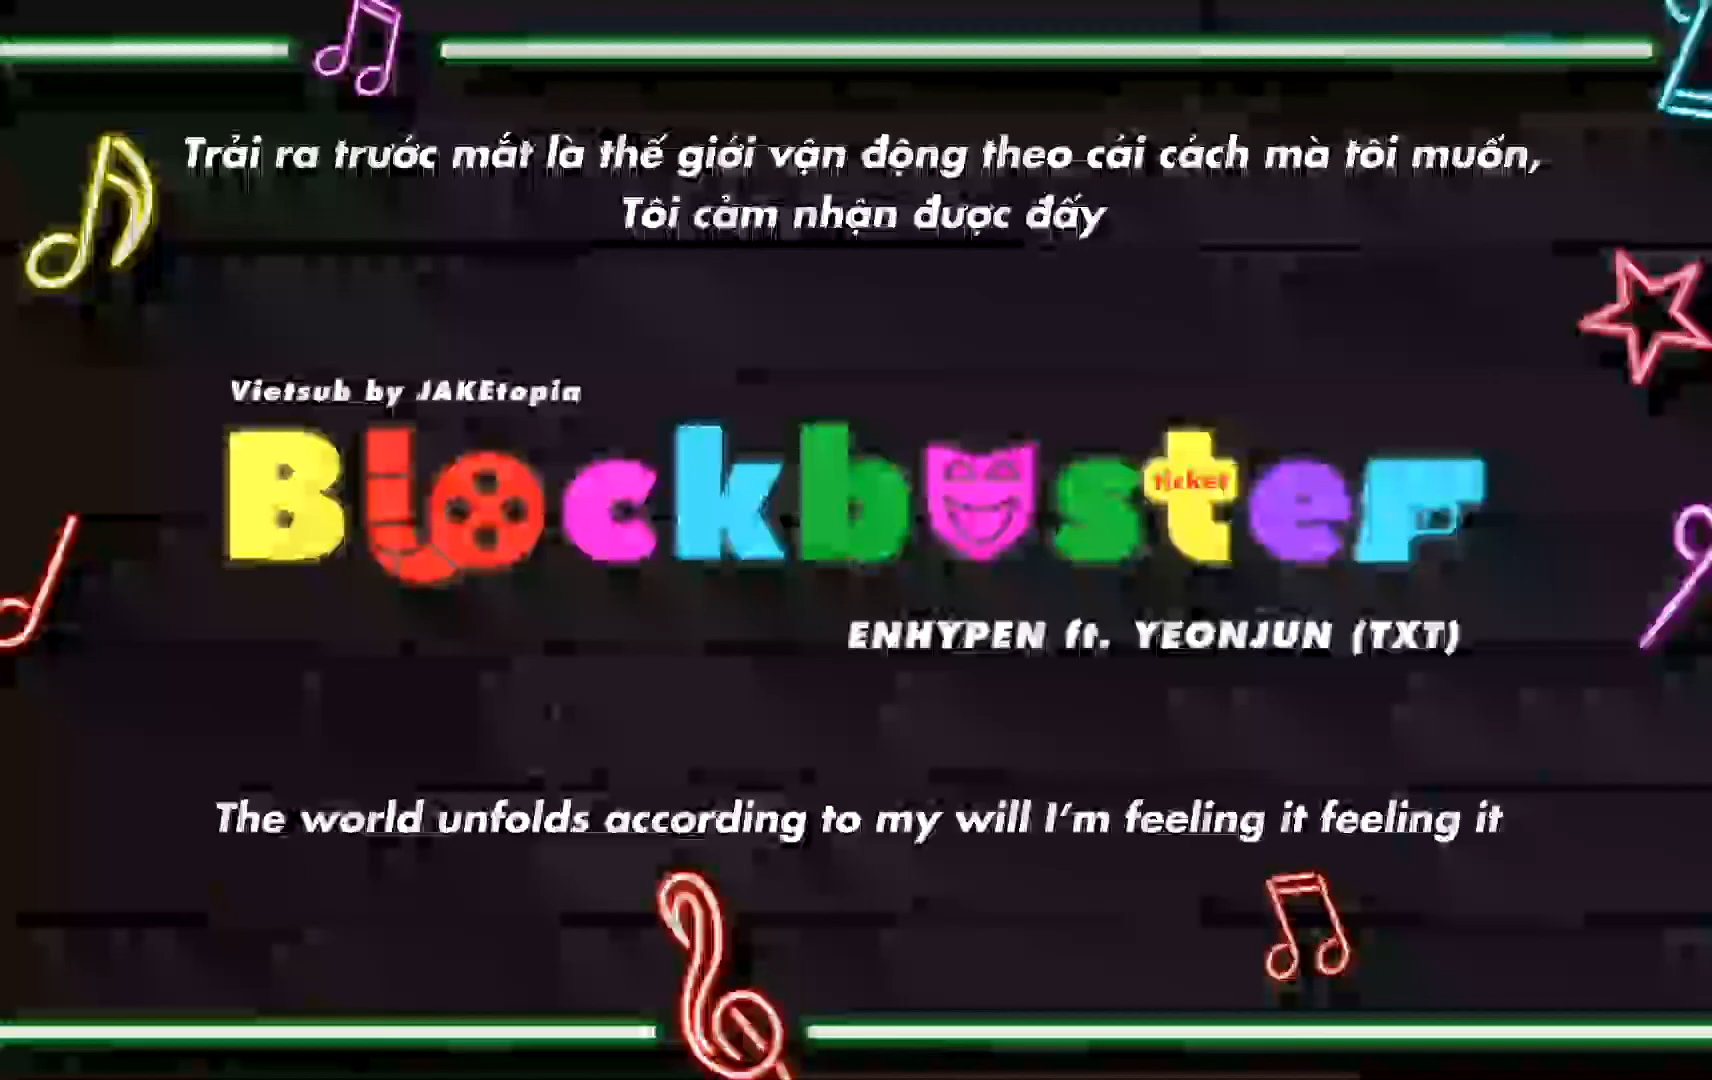 Trải ra trước mắt là thế giới vận động theo cái cách mà tôi muốn,
Tôi cảm nhận được đấy
Vietsub by JAKEtopia
Blockbuster
ticket
ENHYPEN ft. YEONJUN (TXT)
The world unfolds according to my will I'm feeling it feeling it